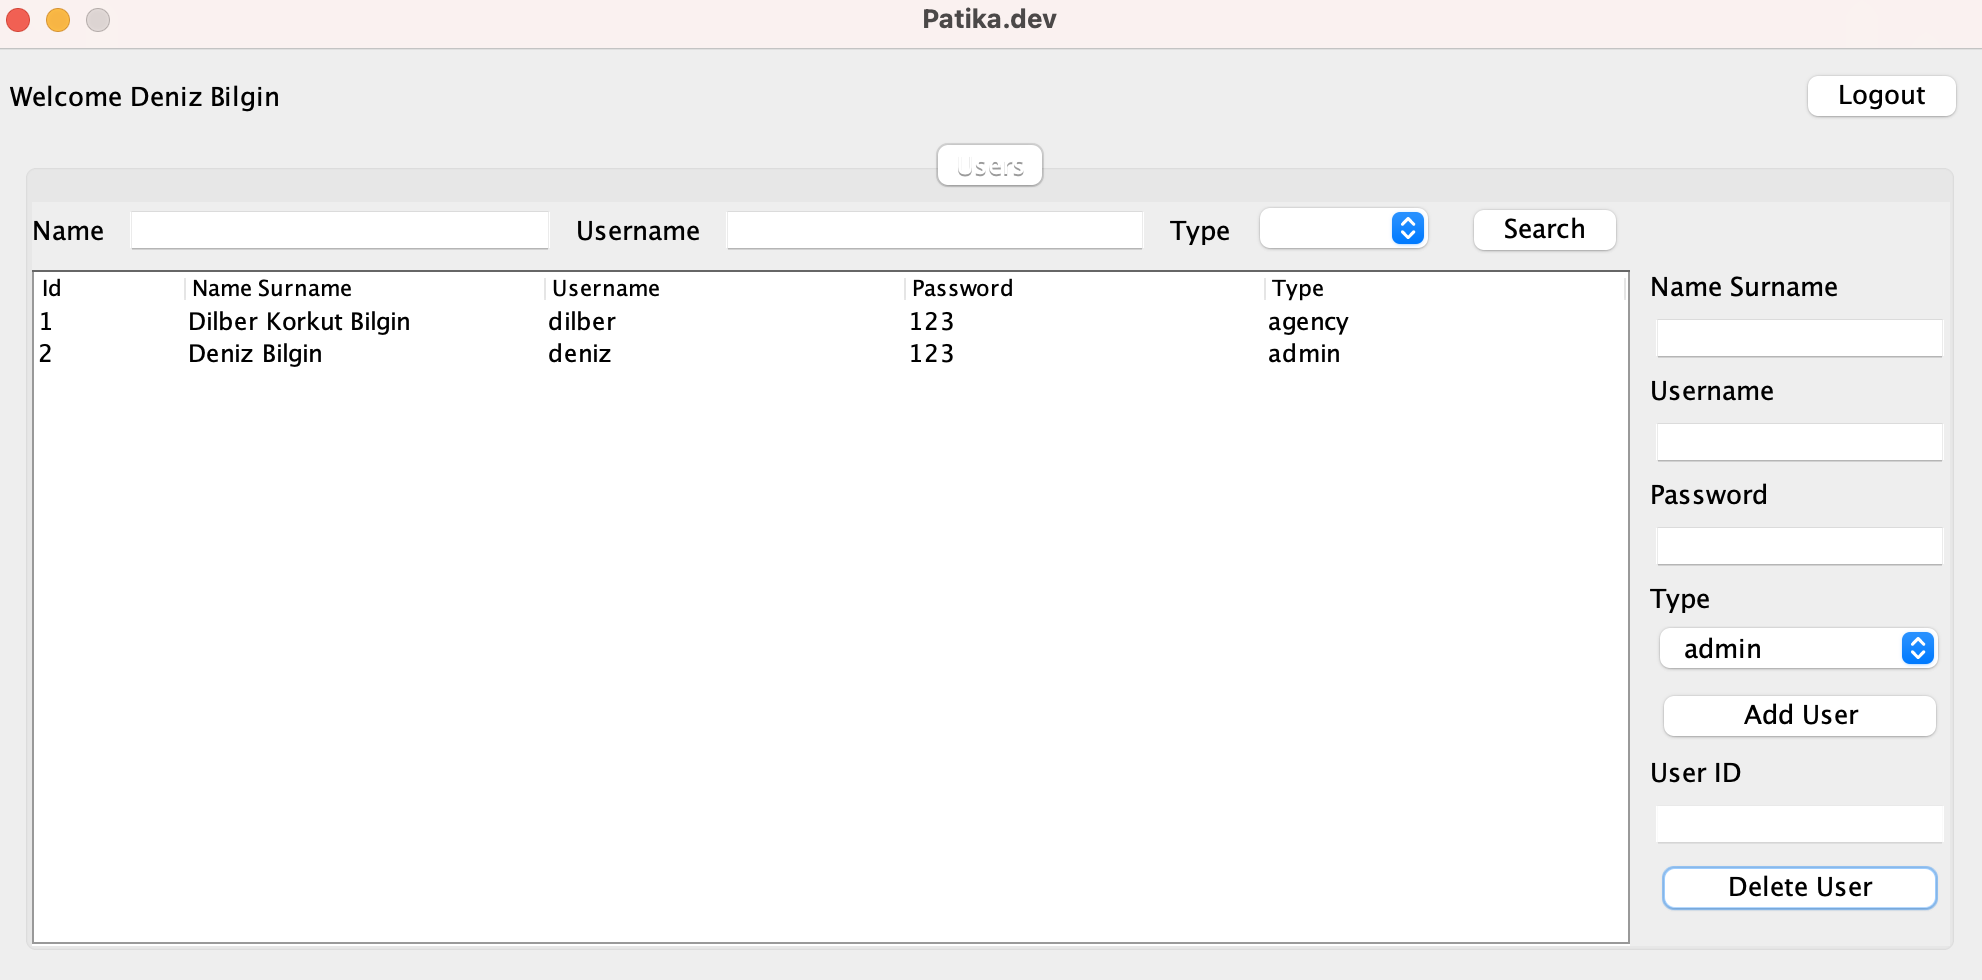 Patika.dev
Welcome Deniz Bilgin
Logout
Users
Name Username Type Search
Id Name Surname Username Password Type
1 Dilber Korkut Bilgin dilber 123 agency
2 Deniz Bilgin deniz 123 admin
Name Surname
Username
Password
Type
admin
Add User
User ID
Delete User